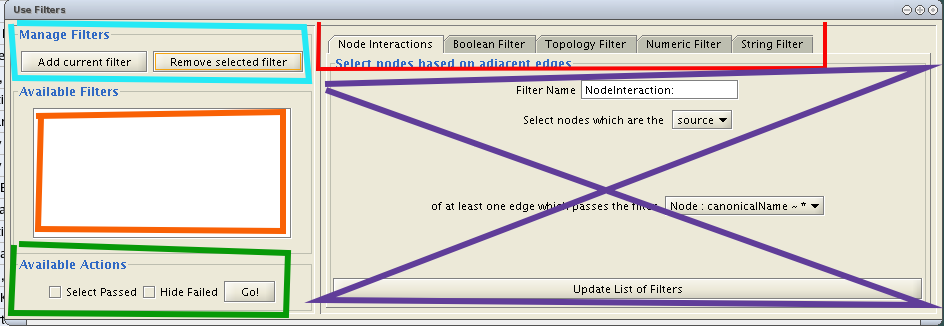 Use Filters
Manage Filters
Add current filter
Remove selected filter
Available Filters
Available Actions
Select Passed
Hide Failed
Go!
Node Interactions
Boolean Filter
Topology Filter
Numeric Filter
String Filter
Select nodes based on adjacent edges
Filter Name NodeInteraction:
Select nodes which are the source
of at least one edge which passes the filter Node : canonicalName ~ *
Update List of Filters